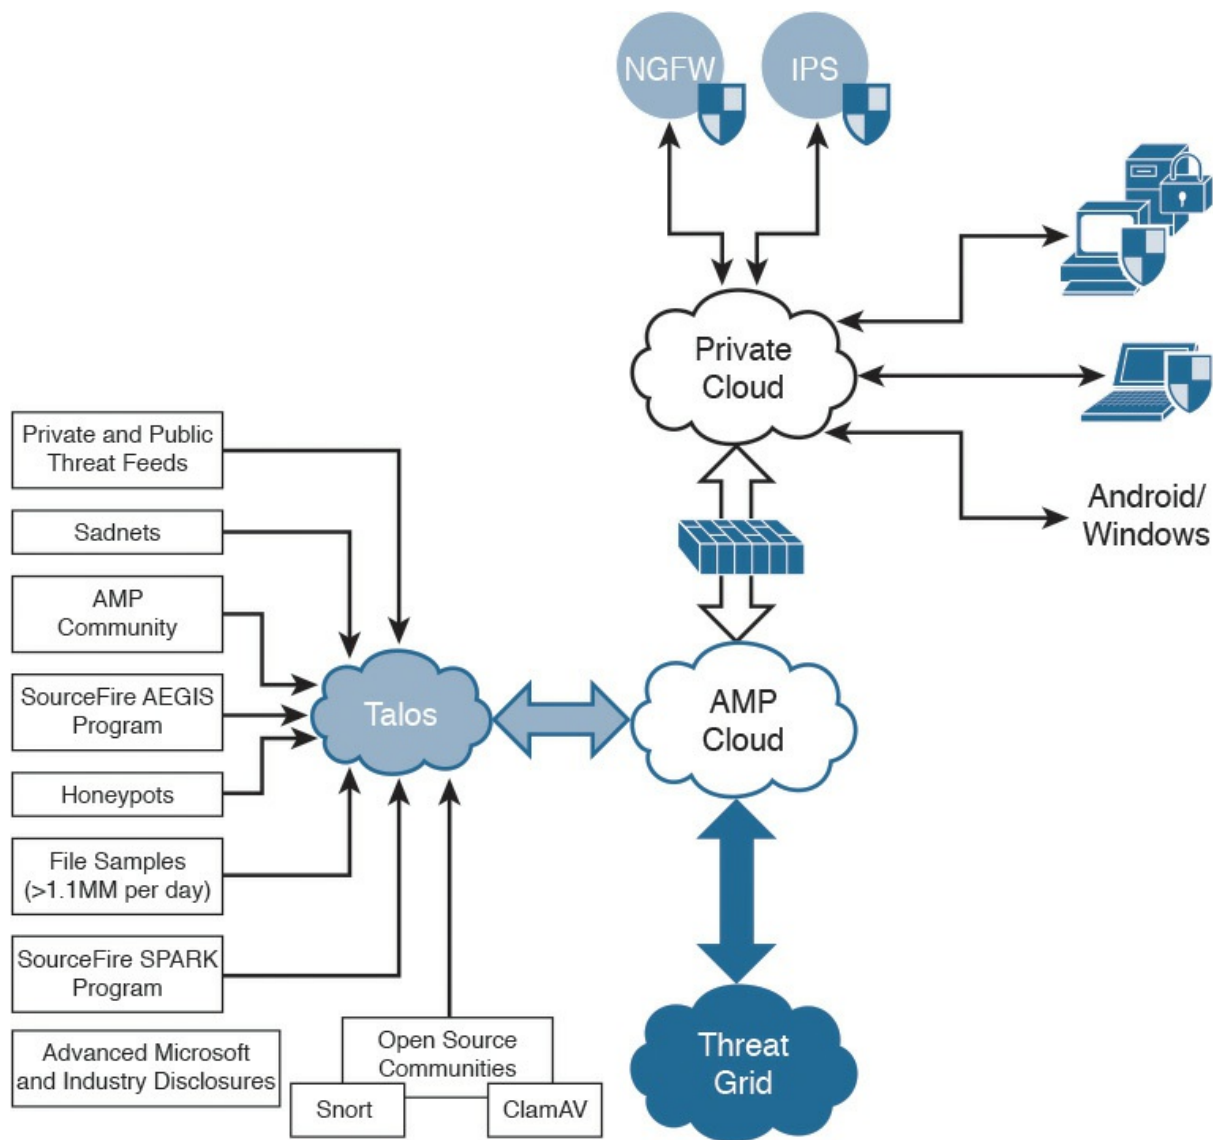 NGFW
IPS
Private
Cloud
Android/
Windows
Private and Public
Threat Feeds
Sadnets
AMP
Community
SourceFire AEGIS
Program
Honeypots
File Samples
(>1.1MM per day)
SourceFire SPARK
Program
Advanced Microsoft
and Industry Disclosures
Open Source
Communities
Snort
ClamAV
Talos
AMP
Cloud
Threat
Grid